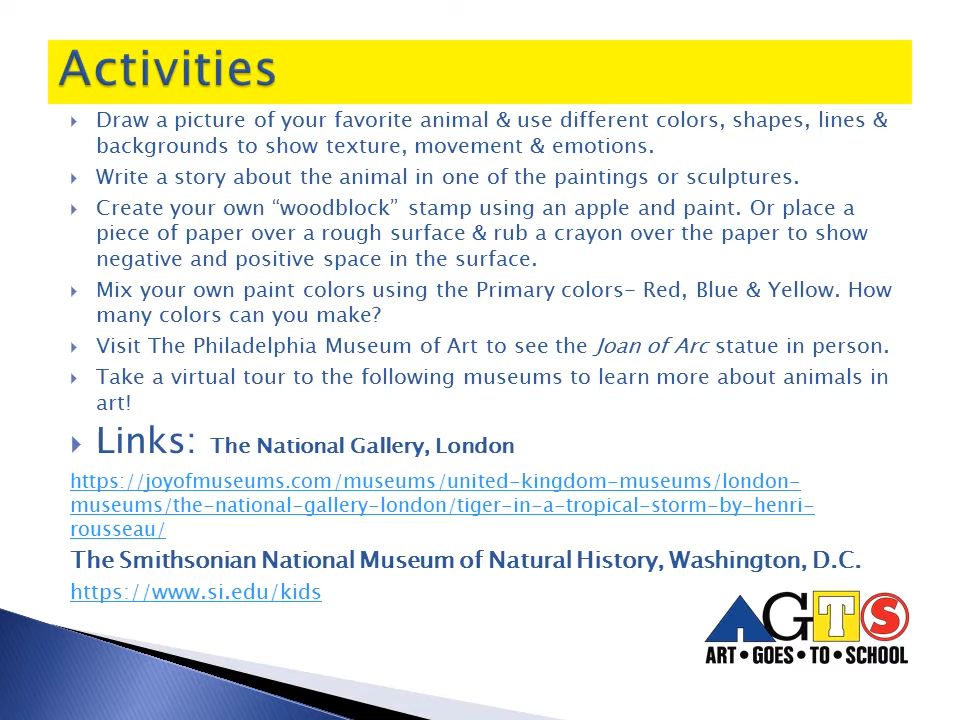 Activities
Draw a picture of your favorite animal & use different colors, shapes, lines &
backgrounds to show texture, movement & emotions.
Write a story about the animal in one of the paintings or sculptures.
Create your own “woodblock” stamp using an apple and paint. Or place a
piece of paper over a rough surface & rub a crayon over the paper to show
negative and positive space in the surface.
Mix your own paint colors using the Primary colors- Red, Blue & Yellow. How
many colors can you make?
Visit The Philadelphia Museum of Art to see the Joan of Arc statue in person.
Take a virtual tour to the following museums to learn more about animals in
art!
Links: The National Gallery, London
https://joyofmuseums.com/museums/united-kingdom-museums/london-
museums/the-national-gallery-london/tiger-in-a-tropical-storm-by-henri-
rousseau/
The Smithsonian National Museum of Natural History, Washington, D.C.
https://www.si.edu/kids
AGTS
ART • GOES • TO • SCHOOL